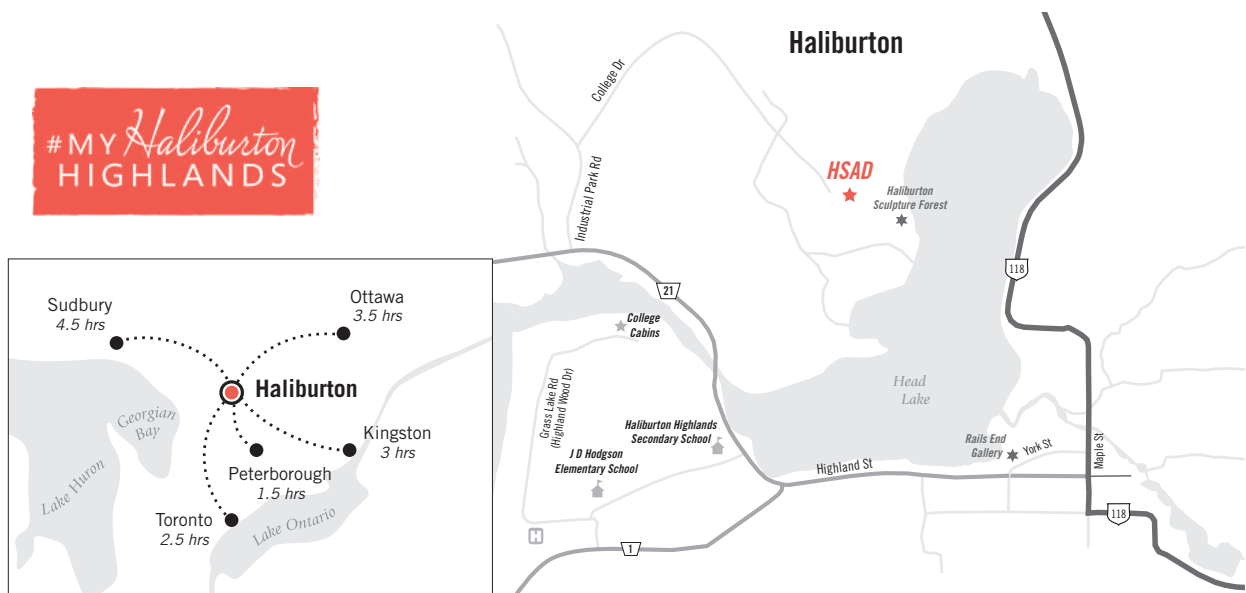 #MY Haliburton
HIGHLANDS
Sudbury
4.5 hrs
Ottawa
3.5 hrs
Haliburton
Georgian
Bay
Kingston
3 hrs
Lake Huron
Peterborough
1.5 hrs
Toronto
2.5 hrs
Lake Ontario
Haliburton
College Dr
Industrial Park Rd
HSAD
Haliburton
Sculpture Forest
118
21
College
Cabins
Grass Lake Rd
(Highland Wood Dr)
Head
Lake
Haliburton Highlands
Secondary School
J D Hodgson
Elementary School
Rails End
Gallery
York St
Maple St
Highland St
118
H
1